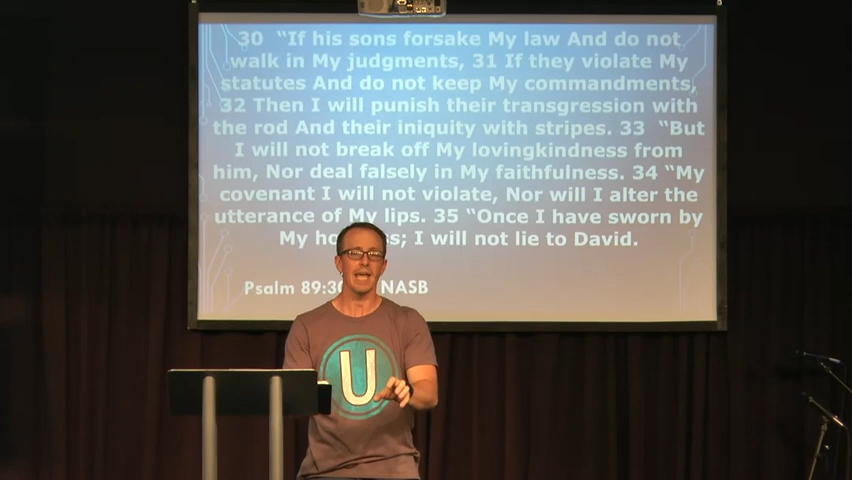 30 “If his sons forsake My law And do not
walk in My judgments, 31 If they violate My
statutes And do not keep My commandments,
32 Then I will punish their transgression with
the rod And their iniquity with stripes. 33 “But
I will not break off My lovingkindness from
him, Nor deal falsely in My faithfulness. 34 “My
covenant I will not violate, Nor will I alter the
utterance of My lips. 35 “Once I have sworn by
My I will not lie to David.
Psalm NASB
U